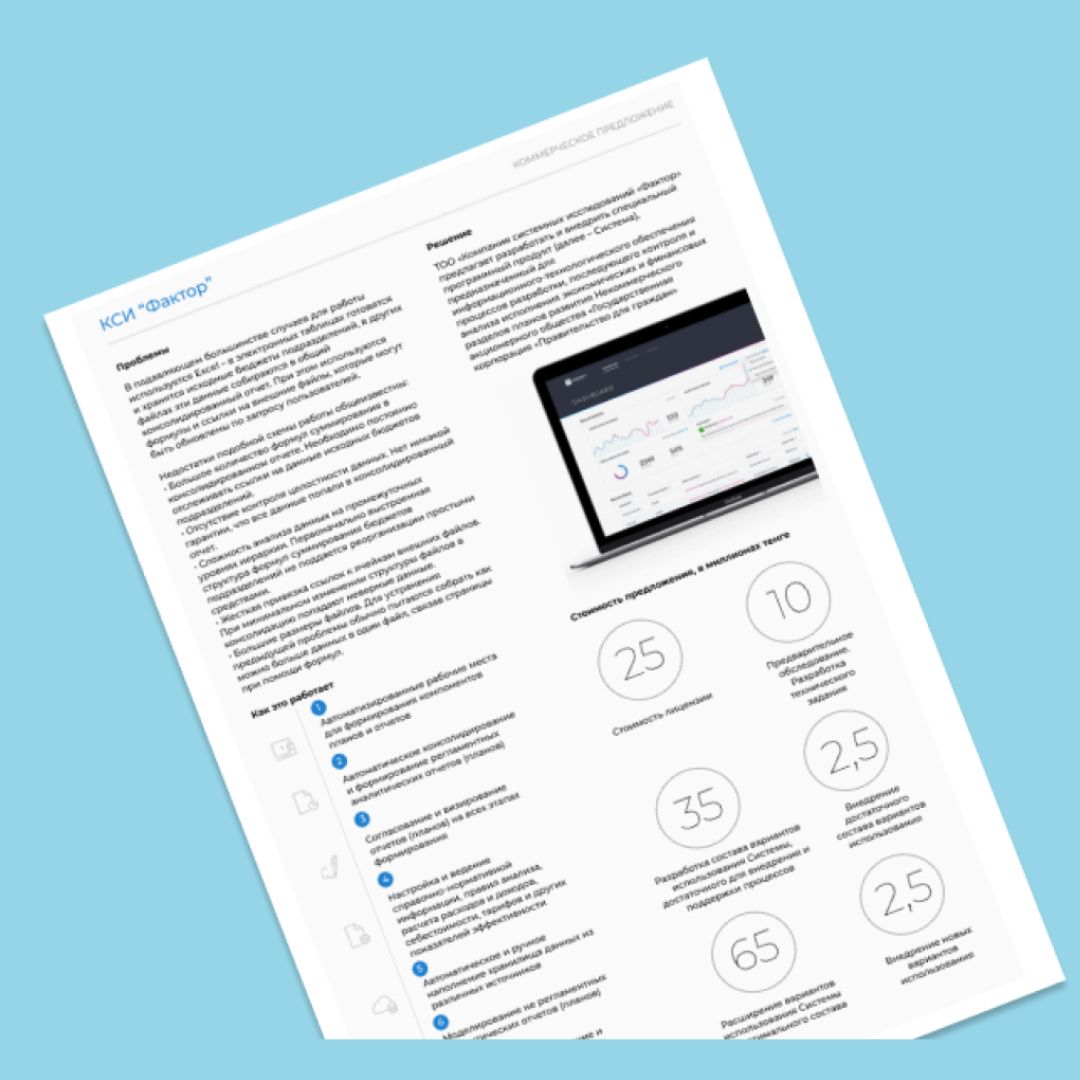 КОММЕРЧЕСКОЕ ПРЕДЛОЖЕНИЕ
КСИ "Фактор"
Проблемы
В подавляющем большинстве случаев для работы
используется Excel – в электронных таблицах готовятся
и хранятся исходные бюджеты подразделений, в других
файлах эти данные собираются в общий
консолидированный отчет. При этом используются
формулы и ссылки на внешние файлы, которые могут
быть обновлены по запросу пользователей.
Недостатки подобной схемы работы общеизвестны:
• Большое количество формул суммирования в
консолидированном отчете. Необходимо постоянно
отслеживать ссылки на данные исходных бюджетов
подразделений.
• Отсутствие контроля целостности данных. Нет никакой
гарантии, что все данные попали в консолидированный
отчет.
• Сложность анализа данных на промежуточных
уровнях иерархии. Первоначально выстроенная
структура формул суммирования бюджетов
подразделений не поддается реорганизации простыми
средствами.
• Жесткая привязка ссылок к ячейкам внешних файлов.
При минимальном изменении структуры файлов в
консолидацию попадают неверные данные.
• Большие размеры файлов. Для устранения
предыдущей проблемы обычно пытаются собрать как
можно больше данных в один файл, связав страницы
при помощи формул.
Как это работает
1
Автоматизированные рабочие места
для формирования компонентов
планов и отчетов
2
Автоматическое консолидирование
и формирование регламентных
аналитических отчетов (планов)
3
Согласование и визирование
отчетов (планов) на всех этапах
формирования
4
Настройка и ведение
справочно-нормативной
информации, правил анализа,
расчета расходов и доходов,
себестоимости, тарифов и других
показателей эффективности
5
Автоматическое и ручное
наполнение хранилища данных из
различных источников
6
Моделирование не регламентных
отчетов (планов)
Решение
ТОО «Компания системных исследований «Фактор»
предлагает разработать и внедрить специальный
программный продукт (далее – Система),
предназначенный для
информационно-технологического обеспечения
процессов разработки, последующего контроля и
анализа исполнения экономических и финансовых
разделов планов развития Некоммерческого
акционерного общества «Государственная
корпорация «Правительство для граждан»
DASHBOARD
Стоимость предложения, в миллионах тенге
25
Стоимость лицензии
10
Предварительное
обследование.
Разработка
технического
задания
35
Разработка состава вариантов
использования Системы,
достаточного для внедрения и
поддержки процессов
2,5
Внедрение
достаточного
состава вариантов
использования
65
Расширение вариантов
использования Системы
состава
2,5
Внедрение новых
вариантов
использования